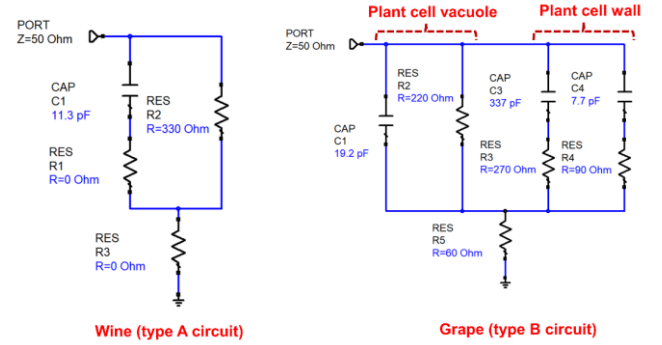 PORT
Z=50 Ohm
CAP
C1
11.3 pF
RES
R2
R=330 Ohm
RES
R1
R=0 Ohm
RES
R3
R=0 Ohm
Wine (type A circuit)
Plant cell vacuole
Plant cell wall
PORT
Z=50 Ohm
RES
R2
R=220 Ohm
CAP
C3
337 pF
CAP
C4
7.7 pF
CAP
C1
19.2 pF
RES
R3
R=270 Ohm
RES
R4
R=90 Ohm
RES
R5
R=60 Ohm
Grape (type B circuit)